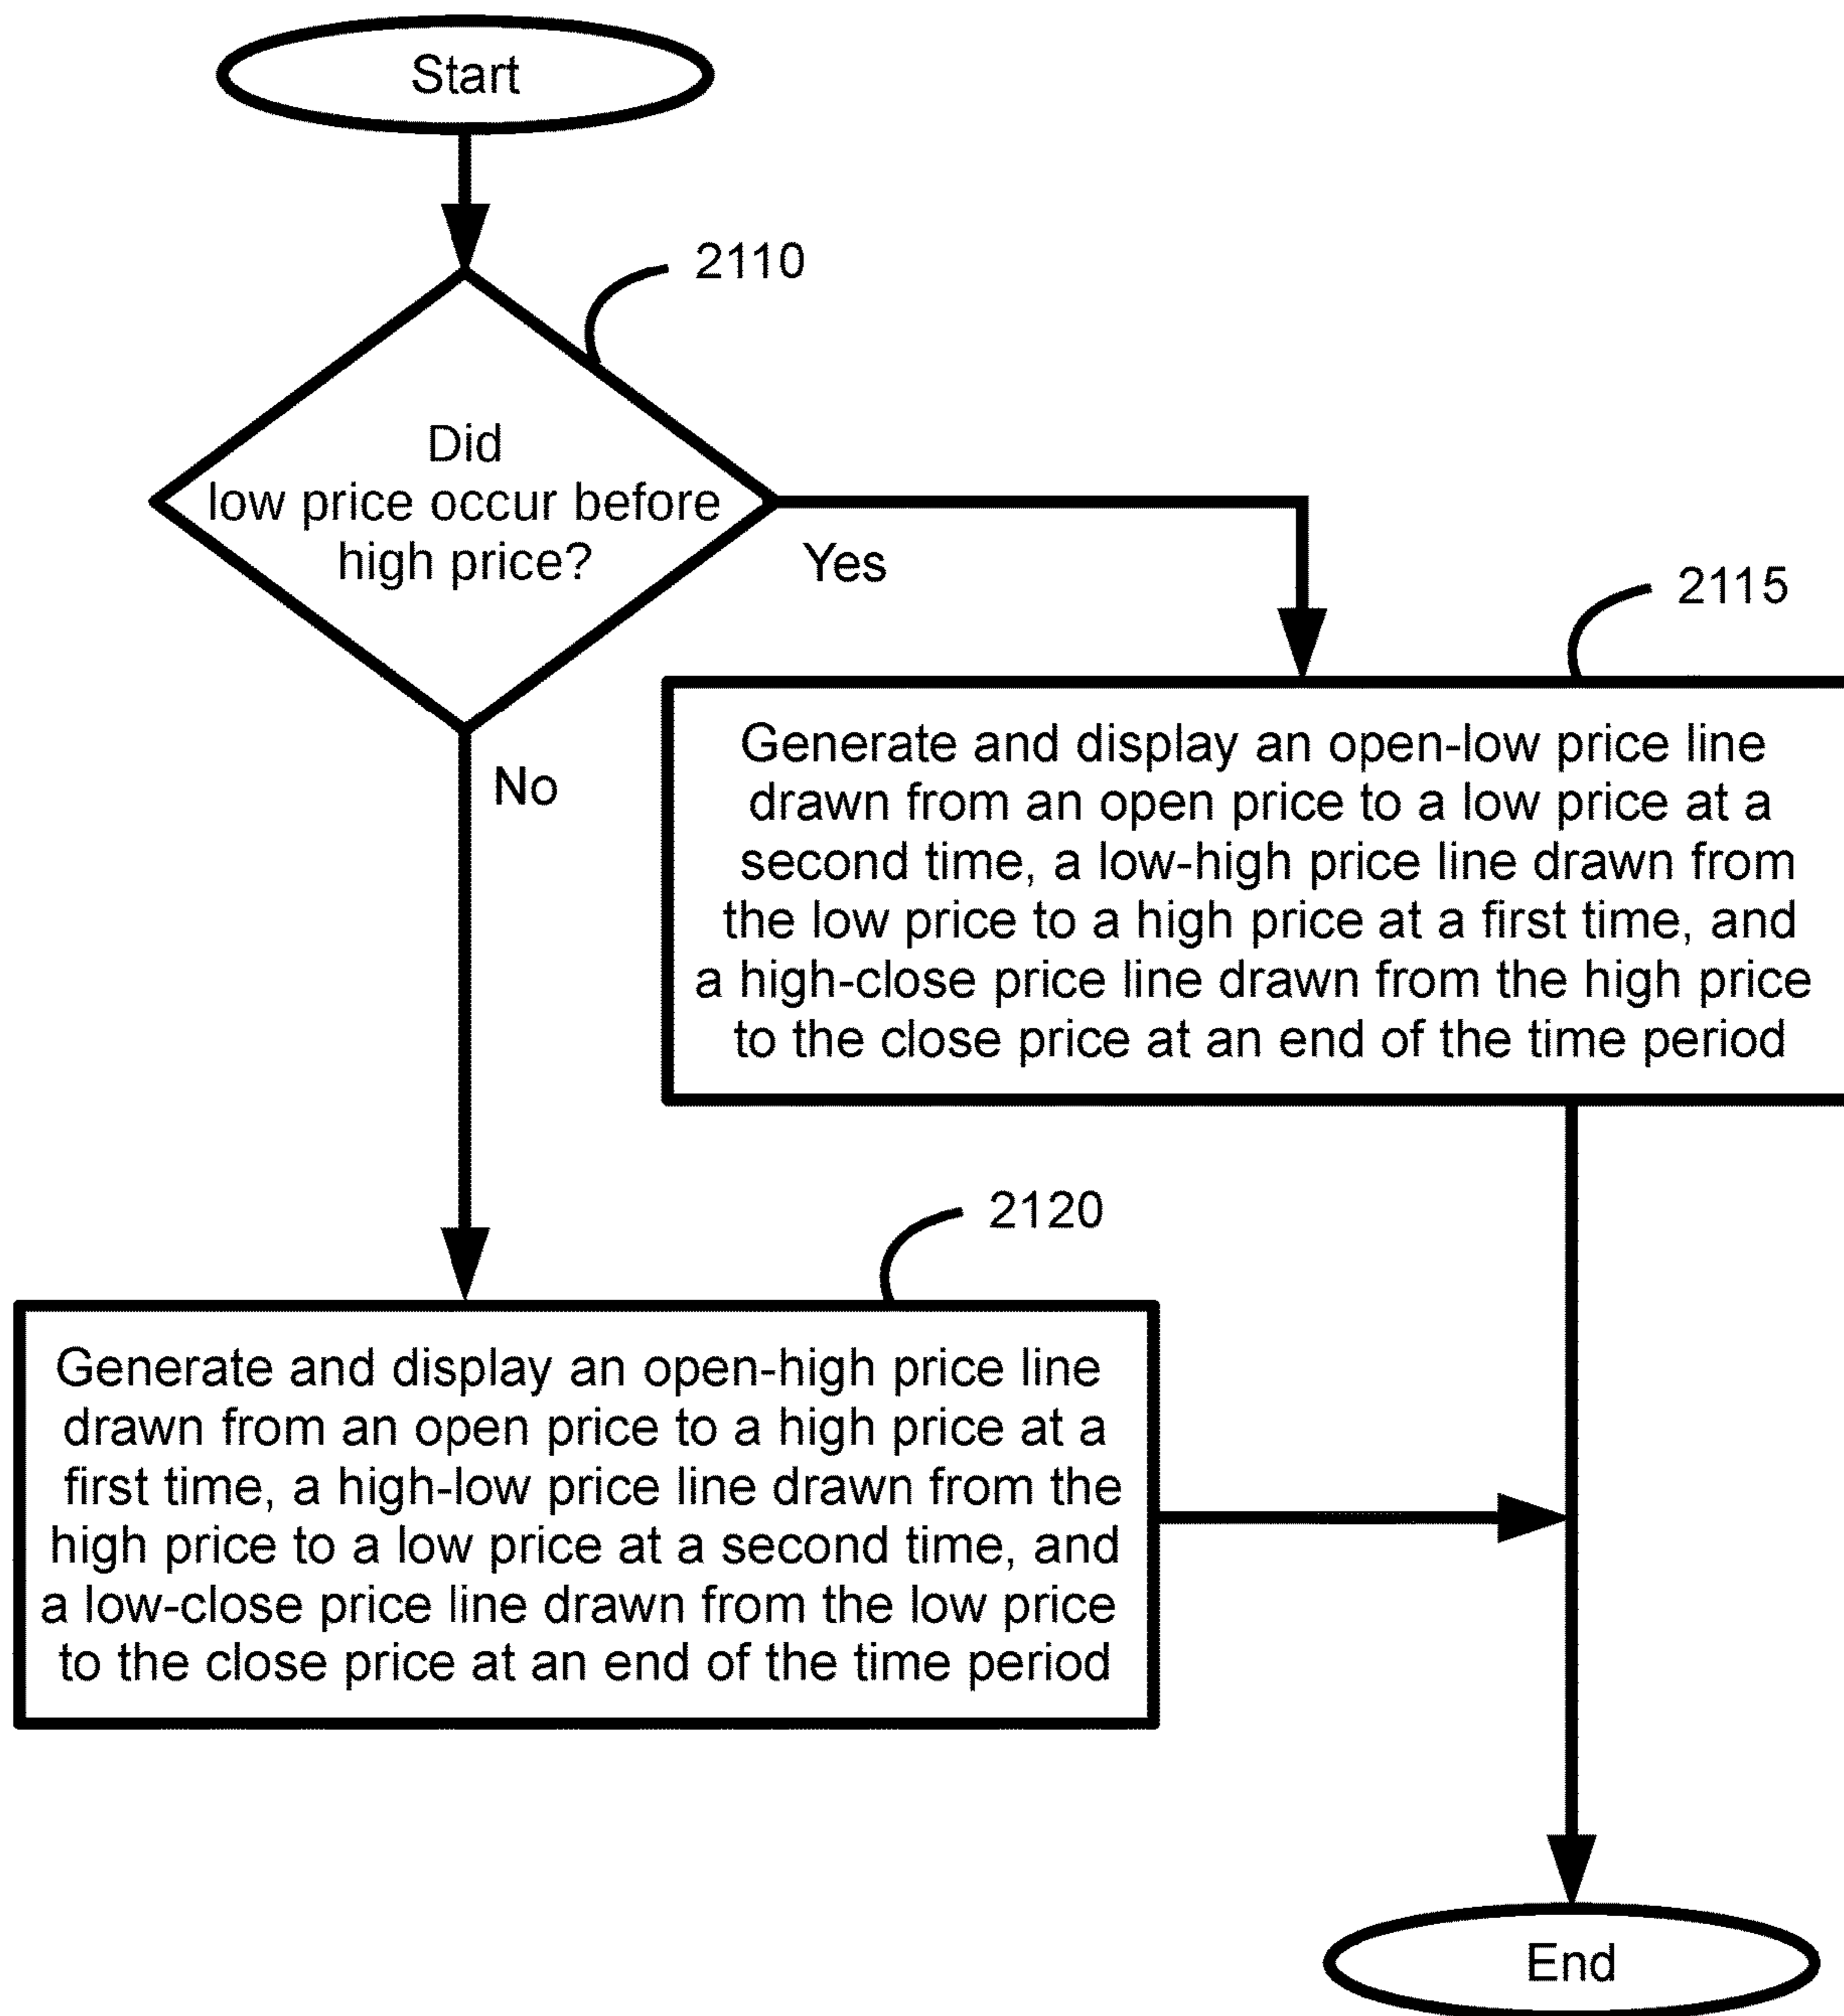 Start
2110
Did
low price occur before
high price?
Yes
No
2115
Generate and display an open-low price line
drawn from an open price to a low price at a
second time, a low-high price line drawn from
the low price to a high price at a first time, and
a high-close price line drawn from the high price
to the close price at an end of the time period
2120
Generate and display an open-high price line
drawn from an open price to a high price at a
first time, a high-low price line drawn from the
high price to a low price at a second time, and
a low-close price line drawn from the low price
to the close price at an end of the time period
End